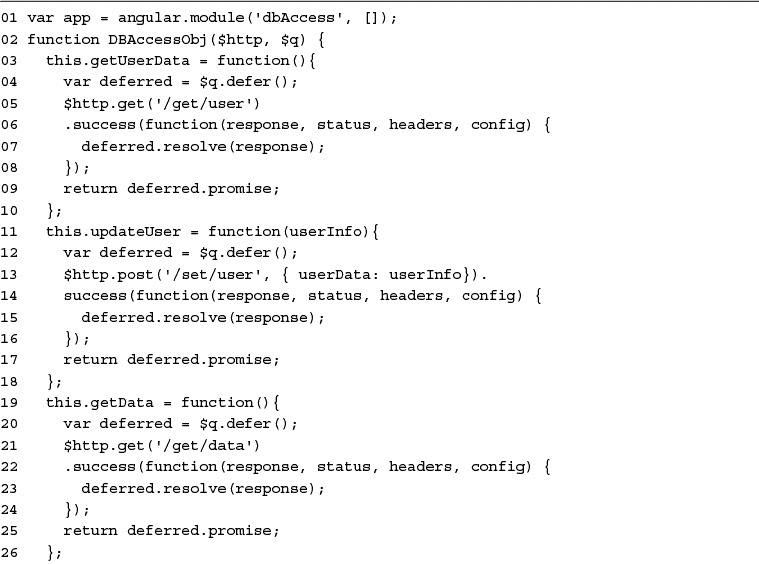 01 var app = angular.module('dbAccess', []);
02 function DBAccessObj($http, $q) {
03   this.getUserData = function(){
04     var deferred = $q.defer();
05     $http.get('/get/user')
06     .success(function(response, status, headers, config) {
07       deferred.resolve(response);
08     });
09     return deferred.promise;
10   };
11   this.updateUser = function(userInfo){
12     var deferred = $q.defer();
13     $http.post('/set/user', { userData: userInfo}).
14     success(function(response, status, headers, config) {
15       deferred.resolve(response);
16     });
17     return deferred.promise;
18   };
19   this.getData = function(){
20     var deferred = $q.defer();
21     $http.get('/get/data')
22     .success(function(response, status, headers, config) {
23       deferred.resolve(response);
24     });
25     return deferred.promise;
26   };